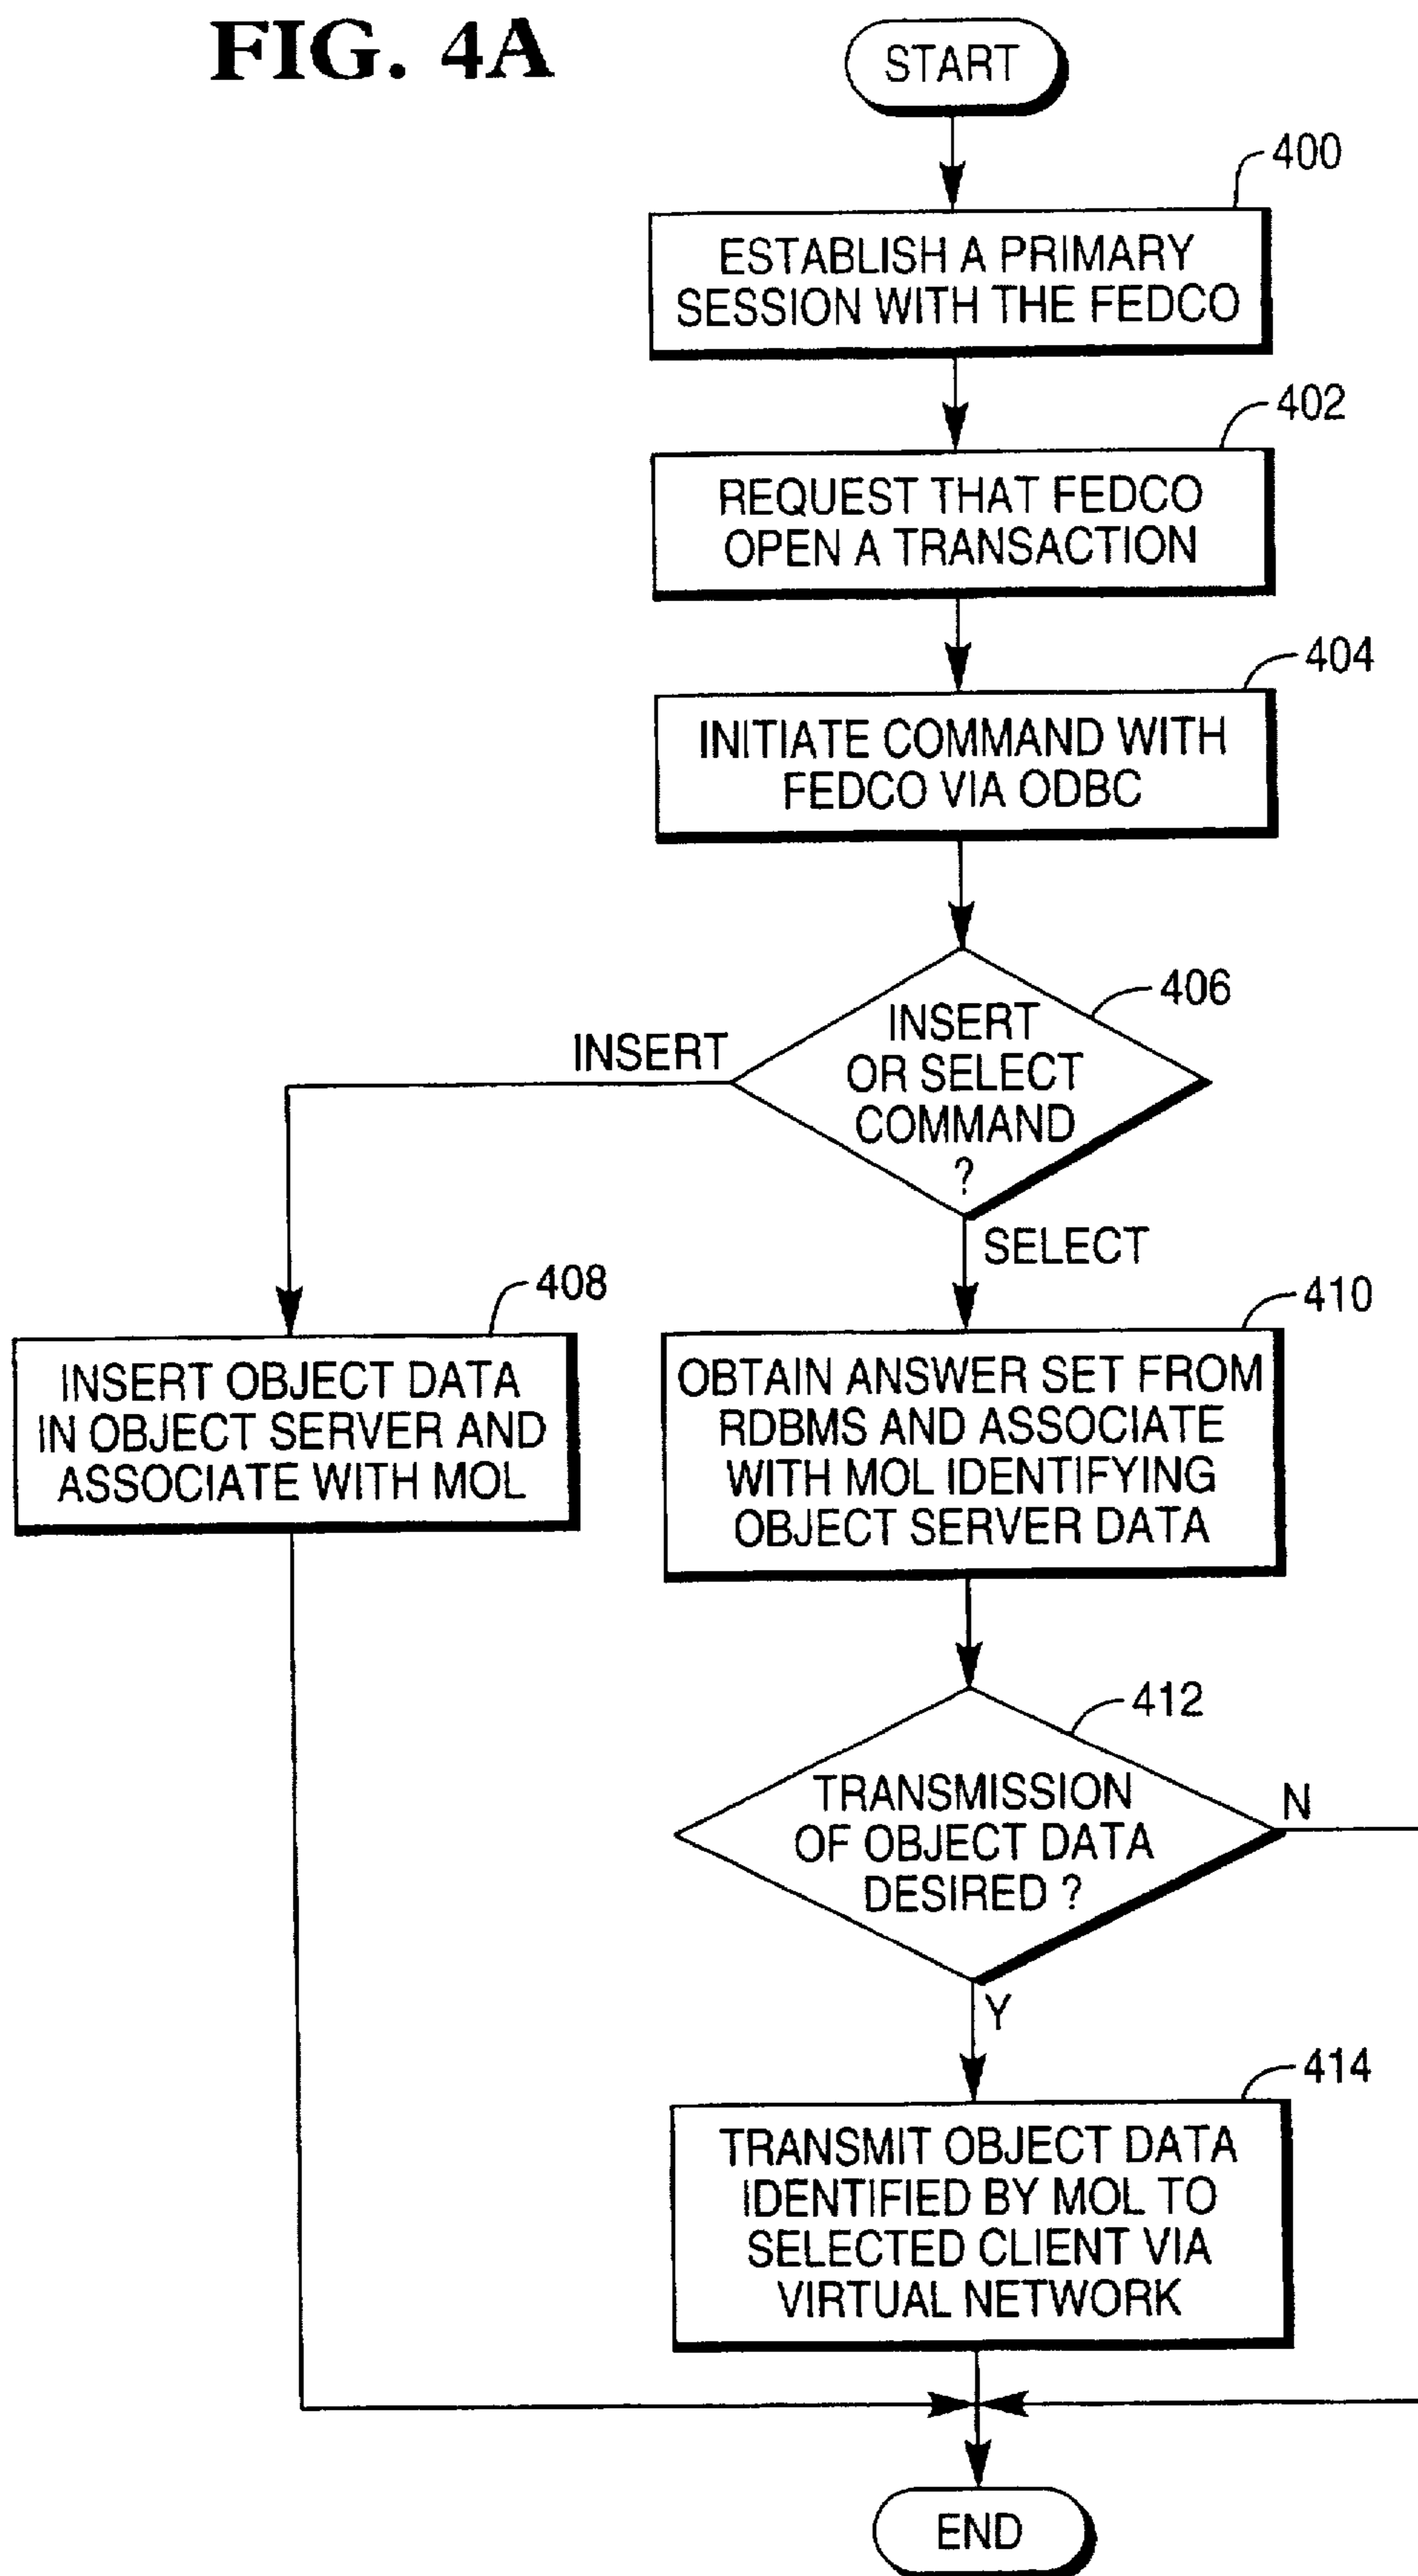 FIG. 4A
START
400
ESTABLISH A PRIMARY
SESSION WITH THE FEDCO
402
REQUEST THAT FEDCO
OPEN A TRANSACTION
404
INITIATE COMMAND WITH
FEDCO VIA ODBC
406
INSERT
OR SELECT
COMMAND
?
INSERT
SELECT
408
INSERT OBJECT DATA
IN OBJECT SERVER AND
ASSOCIATE WITH MOL
410
OBTAIN ANSWER SET FROM
RDBMS AND ASSOCIATE
WITH MOL IDENTIFYING
OBJECT SERVER DATA
412
TRANSMISSION
OF OBJECT DATA
DESIRED ?
N
Y
414
TRANSMIT OBJECT DATA
IDENTIFIED BY MOL TO
SELECTED CLIENT VIA
VIRTUAL NETWORK
END